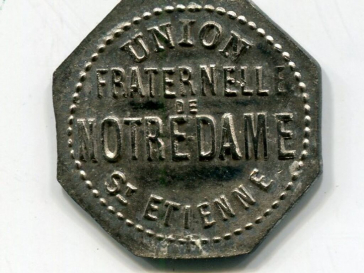 UNION
FRATERNELLE
DE
NOTRE DAME
ST ETIENNE